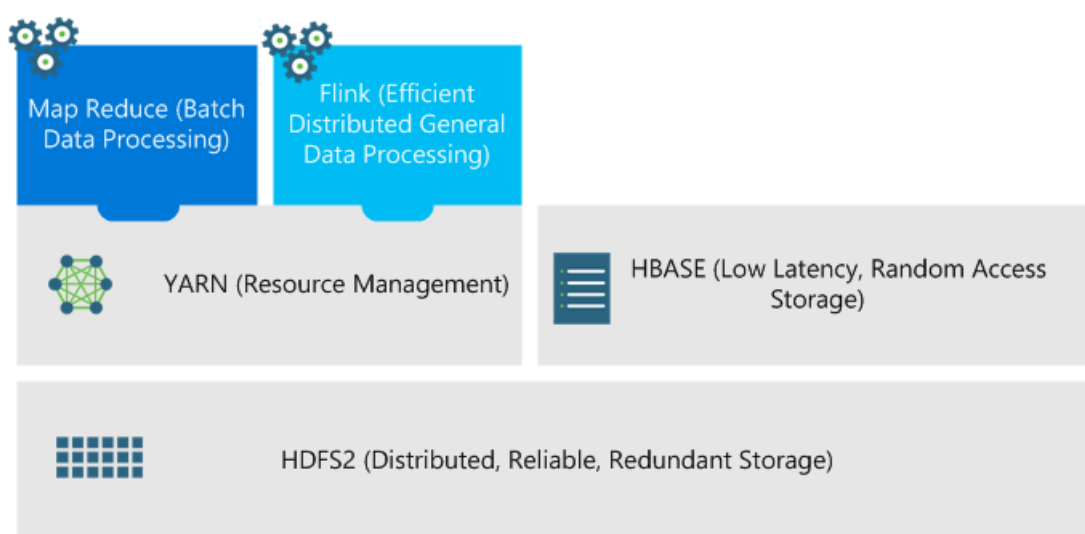 Map Reduce (Batch
Data Processing)
Flink (Efficient
Distributed General
Data Processing)
YARN (Resource Management)
HBASE (Low Latency, Random Access
Storage)
HDFS2 (Distributed, Reliable, Redundant Storage)